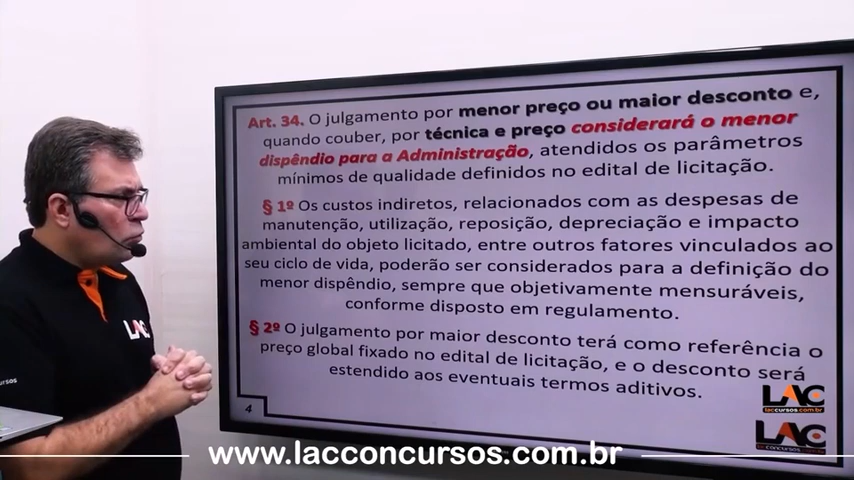 Art. 34. O julgamento por menor preço ou maior desconto e,
quando couber, por técnica e preço considerará o menor
dispêndio para a Administração, atendidos os parâmetros
mínimos de qualidade definidos no edital de licitação.
§ 1º Os custos indiretos, relacionados com as despesas de
manutenção, utilização, reposição, depreciação e impacto
ambiental do objeto licitado, entre outros fatores vinculados ao
seu ciclo de vida, poderão ser considerados para a definição do
menor dispêndio, sempre que objetivamente mensuráveis,
conforme disposto em regulamento.
§ 2º O julgamento por maior desconto terá como referência o
preço global fixado no edital de licitação, e o desconto será
estendido aos eventuais termos aditivos.
4
LAC
laccursos.com.br
LAC
LAC
cursos
www.lacconcursos.com.br